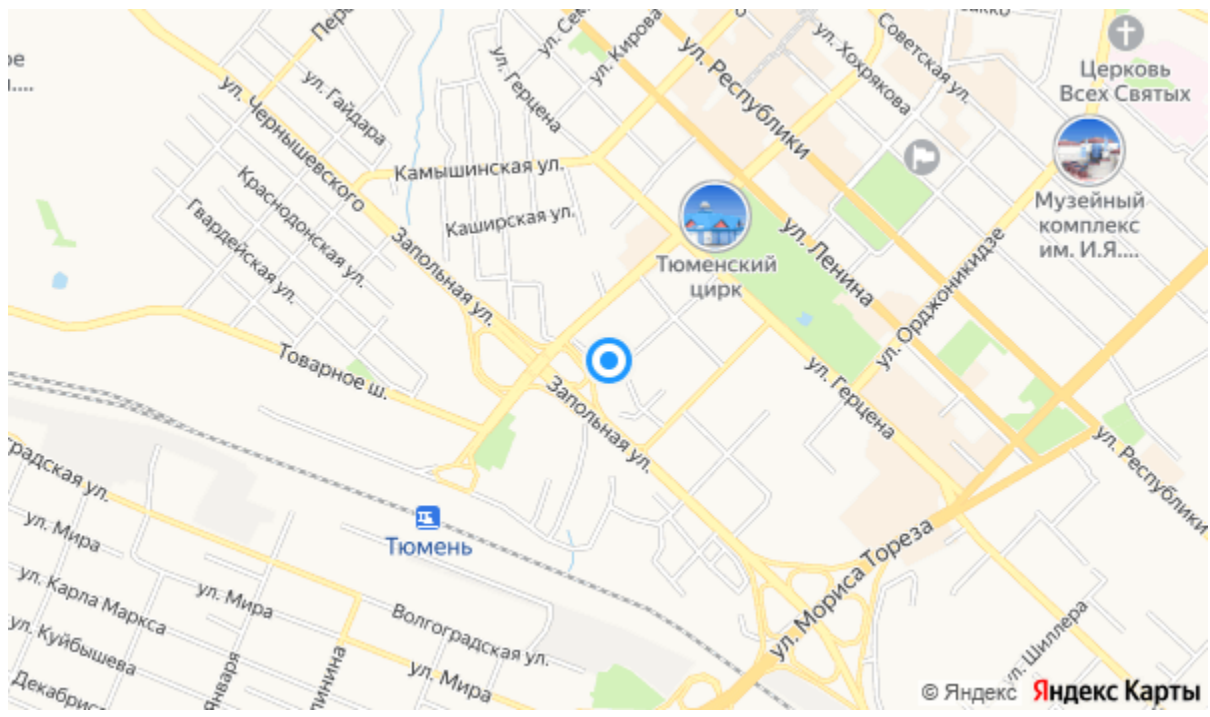 ул. Чернышевского
ул. Гайдара
ул. Герцена
ул. Кирова
ул. Республики
ул. Хохрякова
Советская ул.
Церковь
Всех Святых
Камышинская ул.
Краснодонская ул.
Гвардейская ул.
Каширская ул.
Запольная ул.
Тюменский
цирк
ул. Ленина
Музейный
комплекс
им. И.Я....
ул. Орджоникидзе
Товарное ш.
Запольная ул.
ул. Герцена
ул. Республики
ул. Мира
Тюмень
ул. Мориса Тореза
ул. Карла Маркса
ул. Мира
Волгоградская ул.
ул. Куйбышева
ул. Мира
ул. Шиллера
© Яндекс Яндекс Карты